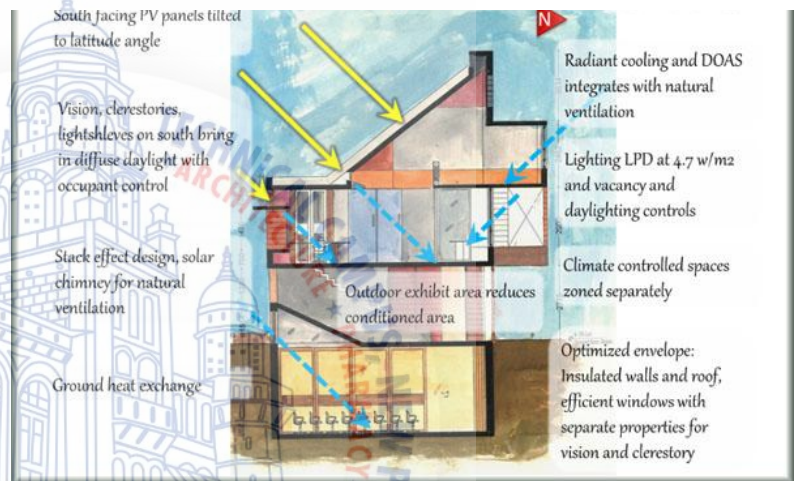 South facing PV panels tilted
to latitude angle
Vision, clerestories,
lightshleves on south bring
in diffuse daylight with
occupant control
Stack effect design, solar
chimney for natural
ventilation
Ground heat exchange
N
Outdoor exhibit area reduces
conditioned area
Radiant cooling and DOAS
integrates with natural
ventilation
Lighting LPD at 4.7 w/m2
and vacancy and
daylighting controls
Climate controlled spaces
zoned separately
Optimized envelope:
Insulated walls and roof,
efficient windows with
separate properties for
vision and clerestory